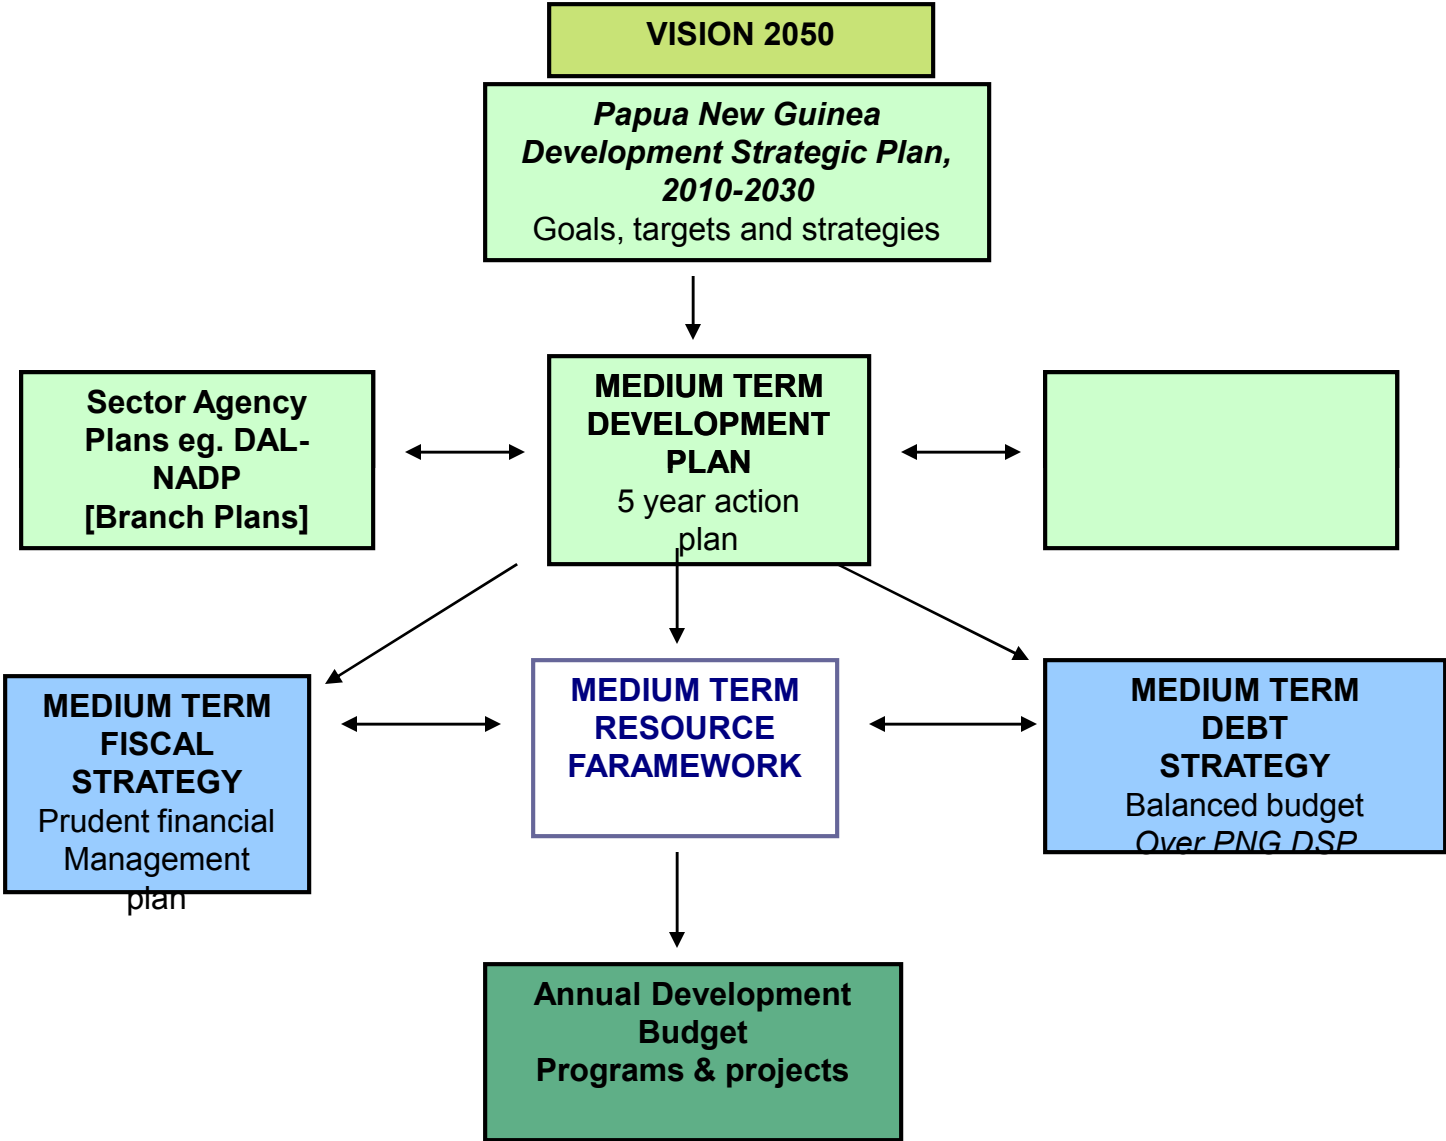 VISION 2050
Papua New Guinea
Development Strategic Plan,
2010-2030
Goals, targets and strategies
Sector Agency
Plans eg. DAL-
NADP
[Branch Plans]
MEDIUM TERM
DEVELOPMENT
PLAN
5 year action
plan
MEDIUM TERM
FISCAL
STRATEGY
Prudent financial
Management
plan
MEDIUM TERM
RESOURCE
FARAMEWORK
MEDIUM TERM
DEBT
STRATEGY
Balanced budget
Over PNG DSP
Annual Development
Budget
Programs & projects